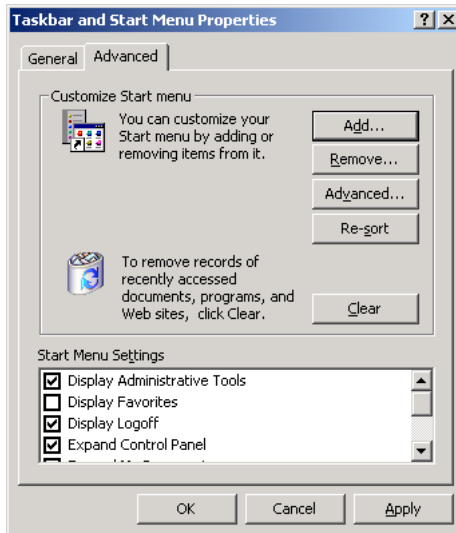 Taskbar and Start Menu Properties
General Advanced
Customize Start menu
You can customize your
Start menu by adding or
removing items from it.
Add...
Remove...
Advanced...
Re-sort
To remove records of
recently accessed
documents, programs, and
Web sites, click Clear.
Clear
Start Menu Settings
Display Administrative Tools
Display Favorites
Display Logoff
Expand Control Panel
OK Cancel Apply